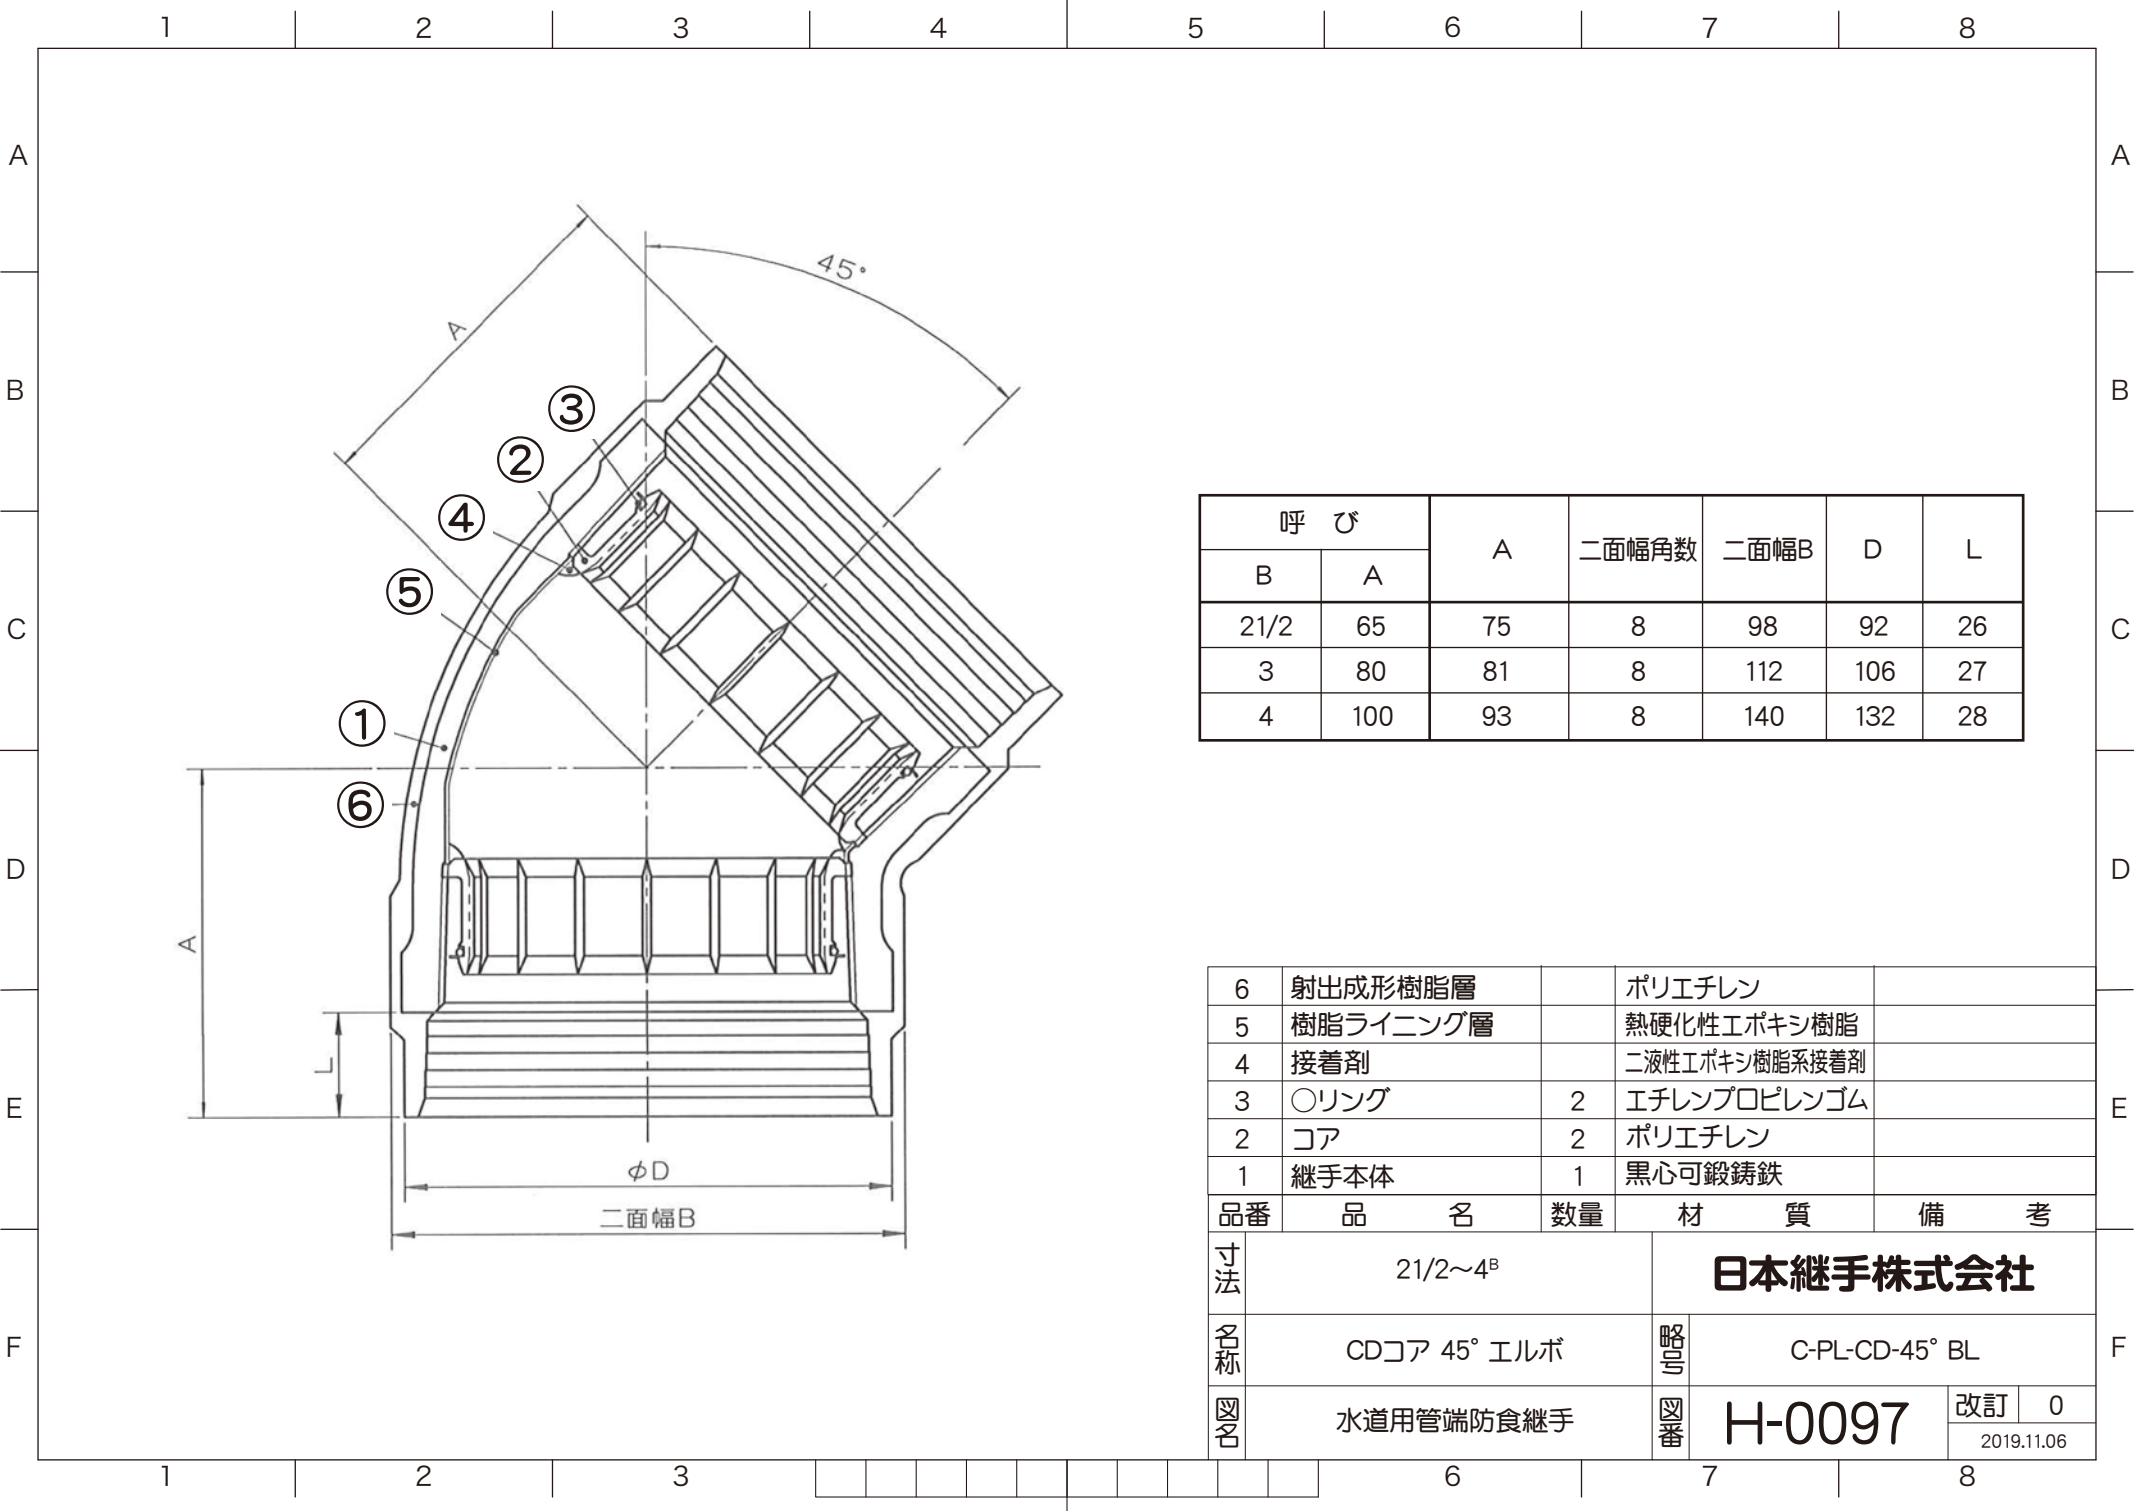 1 2 3 4 5 6 7 8
A A
B B
C C
D D
E E
F F
45°
A
③
②
④
⑤
①
⑥
A
L
φD
二面幅B
呼 び A 二面幅角数 二面幅B D L
B A
21/2 65 75 8 98 92 26
3 80 81 8 112 106 27
4 100 93 8 140 132 28
6 射出成形樹脂層 ポリエチレン
5 樹脂ライニング層 熱硬化性エポキシ樹脂
4 接着剤 二液性エポキシ樹脂系接着剤
3 ○リング 2 エチレンプロピレンゴム
2 コア 2 ポリエチレン
1 継手本体 1 黒心可鍛鋳鉄
品番 品 名 数量 材 質 備 考
寸法 21/2～4B 日本継手株式会社
名称 CDコア 45° エルボ 略号 C-PL-CD-45° BL
図名 水道用管端防食継手 図番 H-0097 改訂 0
2019.11.06
1 2 3 6 7 8